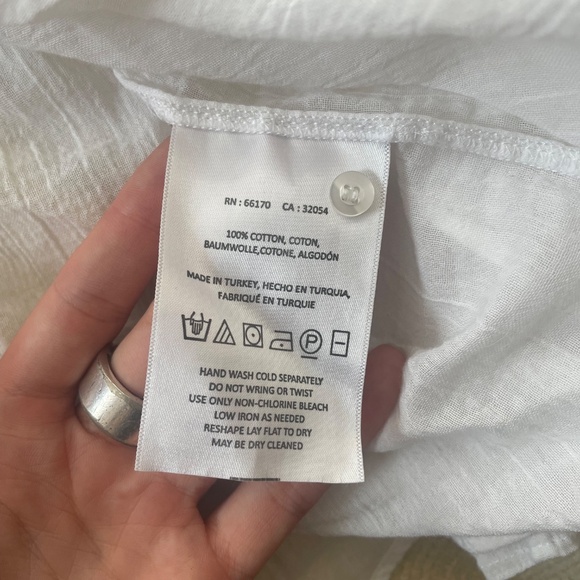 RN : 66170 CA : 32054
100% COTTON, COTON,
BAUMWOLLE,COTONE, ALGODÓN
MADE IN TURKEY, HECHO EN TURQUIA,
FABRIQUÉ EN TURQUIE
P
HAND WASH COLD SEPARATELY
DO NOT WRING OR TWIST
USE ONLY NON-CHLORINE BLEACH
LOW IRON AS NEEDED
RESHAPE LAY FLAT TO DRY
MAY BE DRY CLEANED